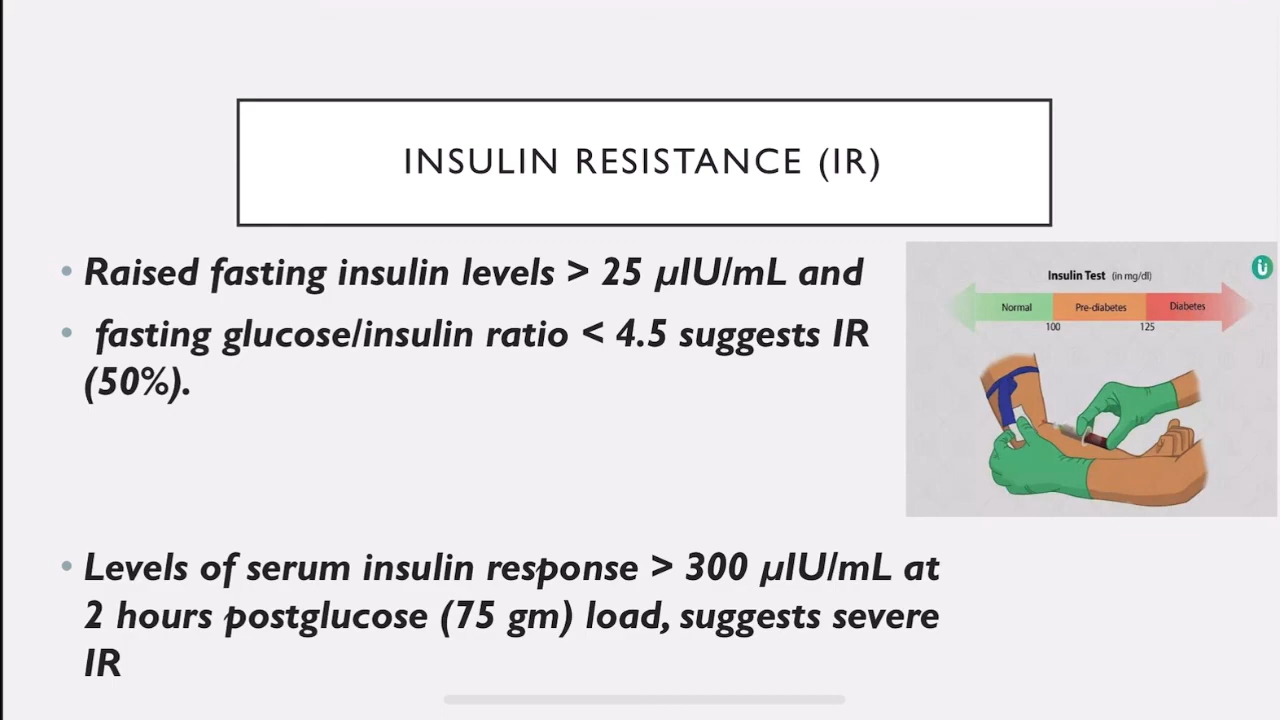 INSULIN RESISTANCE (IR)
• Raised fasting insulin levels > 25 µIU/mL and
• fasting glucose/insulin ratio < 4.5 suggests IR
(50%).
Insulin Test (in mg/dl)
Normal Pre-diabetes Diabetes
100 125
• Levels of serum insulin response > 300 µIU/mL at
2 hours postglucose (75 gm) load, suggests severe
IR